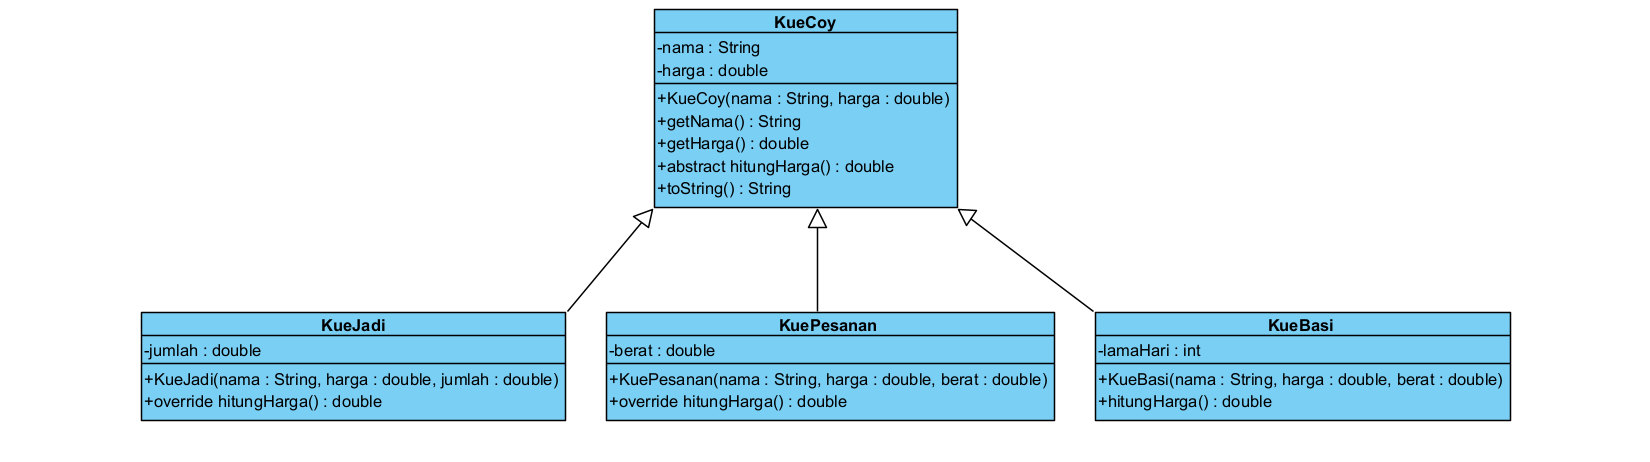 KueCoy
-nama : String
-harga : double
+KueCoy(nama : String, harga : double)
+getNama() : String
+getHarga() : double
+abstract hitungHarga() : double
+toString() : String
KueJadi
-jumlah : double
+KueJadi(nama : String, harga : double, jumlah : double)
+override hitungHarga() : double
KuePesanan
-berat : double
+KuePesanan(nama : String, harga : double, berat : double)
+override hitungHarga() : double
KueBasi
-lamaHari : int
+KueBasi(nama : String, harga : double, berat : double)
+hitungHarga() : double